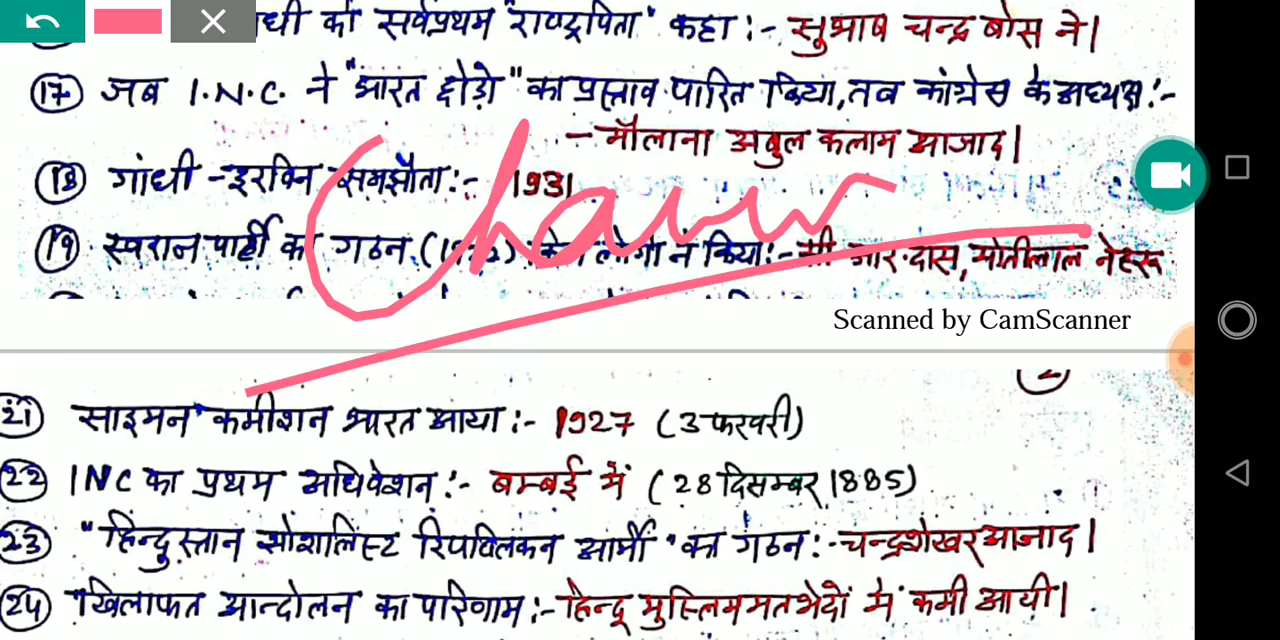 गांधी को सर्वप्रथम "राष्ट्रपिता" कहा :- सुभाष चन्द्र बोस ने।
17 जब I.N.C. ने "भारत छोड़ो" का प्रस्ताव पारित किया, तब कांग्रेस के अध्यक्ष :-
- मौलाना अबुल कलाम आजाद।
18 गांधी - इरविन समझौता :- 1931
19 स्वराज पार्टी का गठन ( ) लोगों ने किया :- सी आर. दास, मोतीलाल नेहरू
Scanned by CamScanner
21 साइमन कमीशन भारत आया :- 1927 (3 फरवरी)
22 INC का प्रथम अधिवेशन :- बम्बई में (28 दिसम्बर 1885)
23 "हिन्दुस्तान सोशलिस्ट रिपब्लिकन आर्मी" का गठन :- चन्द्रशेखर आजाद।
24 खिलाफत आन्दोलन का परिणाम :- हिन्दू मुस्लिम मतभेदों में कमी आयी।